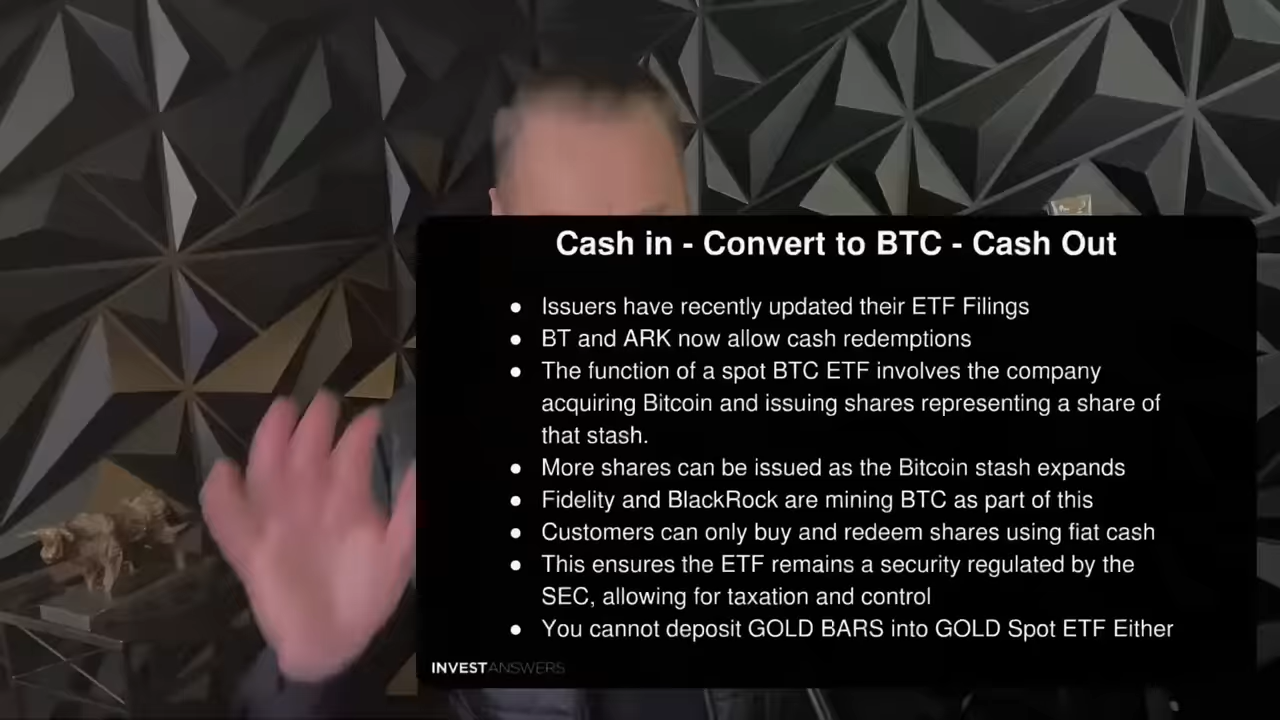 Cash in - Convert to BTC - Cash Out
● Issuers have recently updated their ETF Filings
● BT and ARK now allow cash redemptions
● The function of a spot BTC ETF involves the company
acquiring Bitcoin and issuing shares representing a share of
that stash.
● More shares can be issued as the Bitcoin stash expands
● Fidelity and BlackRock are mining BTC as part of this
● Customers can only buy and redeem shares using fiat cash
● This ensures the ETF remains a security regulated by the
SEC, allowing for taxation and control
● You cannot deposit GOLD BARS into GOLD Spot ETF Either
INVESTANSWERS